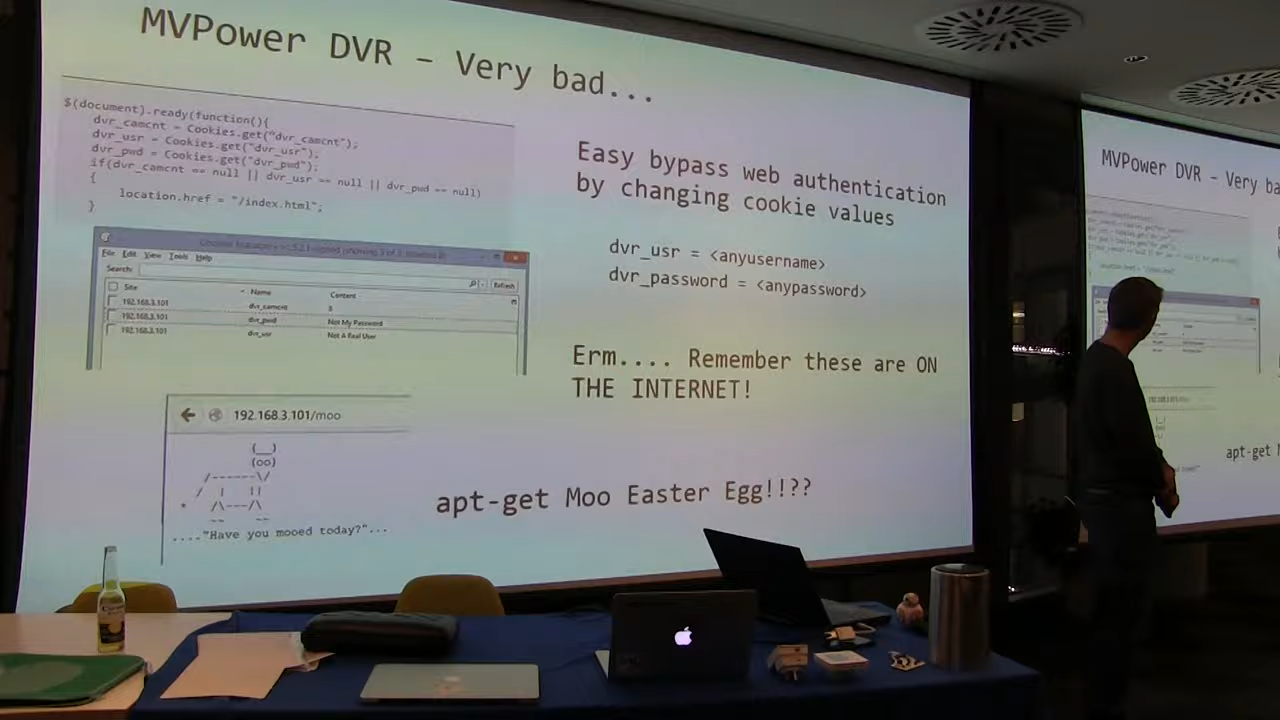 MVPower DVR – Very bad...
$(document).ready(function(){
dvr_camcnt = Cookies.get("dvr_camcnt");
dvr_usr = Cookies.get("dvr_usr");
dvr_pwd = Cookies.get("dvr_pwd");
if(dvr_camcnt == null || dvr_usr == null || dvr_pwd == null)
{
location.href = "/index.html";
}
File Edit View Tools Help
Search:
Refresh
Site Name Content
192.168.3.101 dvr_camcnt 8
192.168.3.101 dvr_pwd Not My Password
192.168.3.101 dvr_usr Not A Real User
192.168.3.101/moo
(__)
(oo)
/------\/
/ | ||
* /\---/\
~~ ~~
...."Have you mooed today?"...
Easy bypass web authentication
by changing cookie values
dvr_usr = <anyusername>
dvr_password = <anypassword>
Erm.... Remember these are ON
THE INTERNET!
apt-get Moo Easter Egg!!??
MVPower DVR – Very ba
apt-get